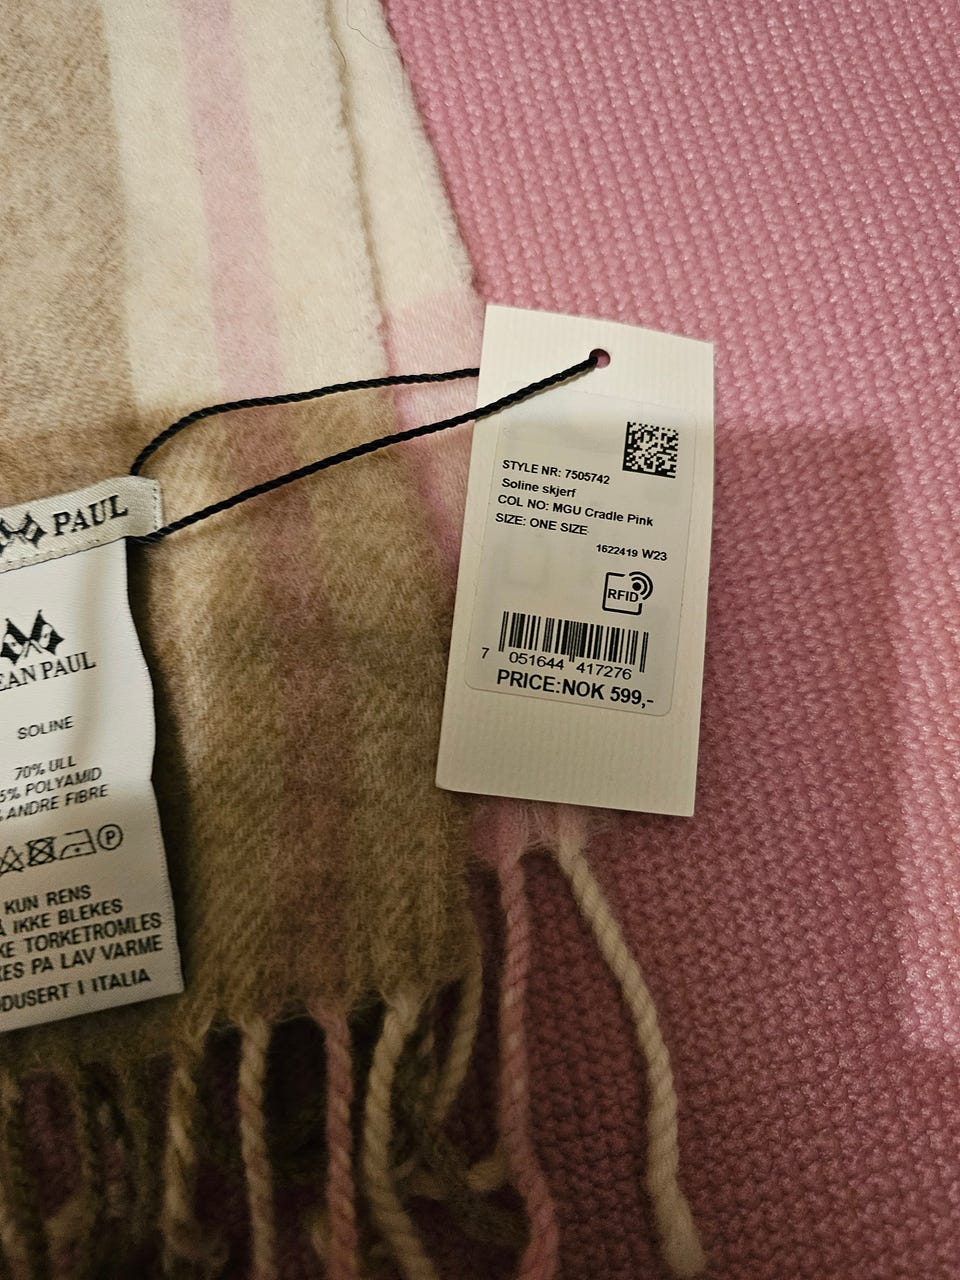 PAUL
EAN PAUL
SOLINE
70% ULL
5% POLYAMID
ANDRE FIBRE
P
KUN RENS
IKKE BLEKES
KE TORKETROMLES
ES PA LAV VARME
DUSERT I ITALIA
STYLE NR: 7505742
Soline skjerf
COL NO: MGU Cradle Pink
SIZE: ONE SIZE
1622419 W23
RFID
7 051644 417276
PRICE:NOK 599,-